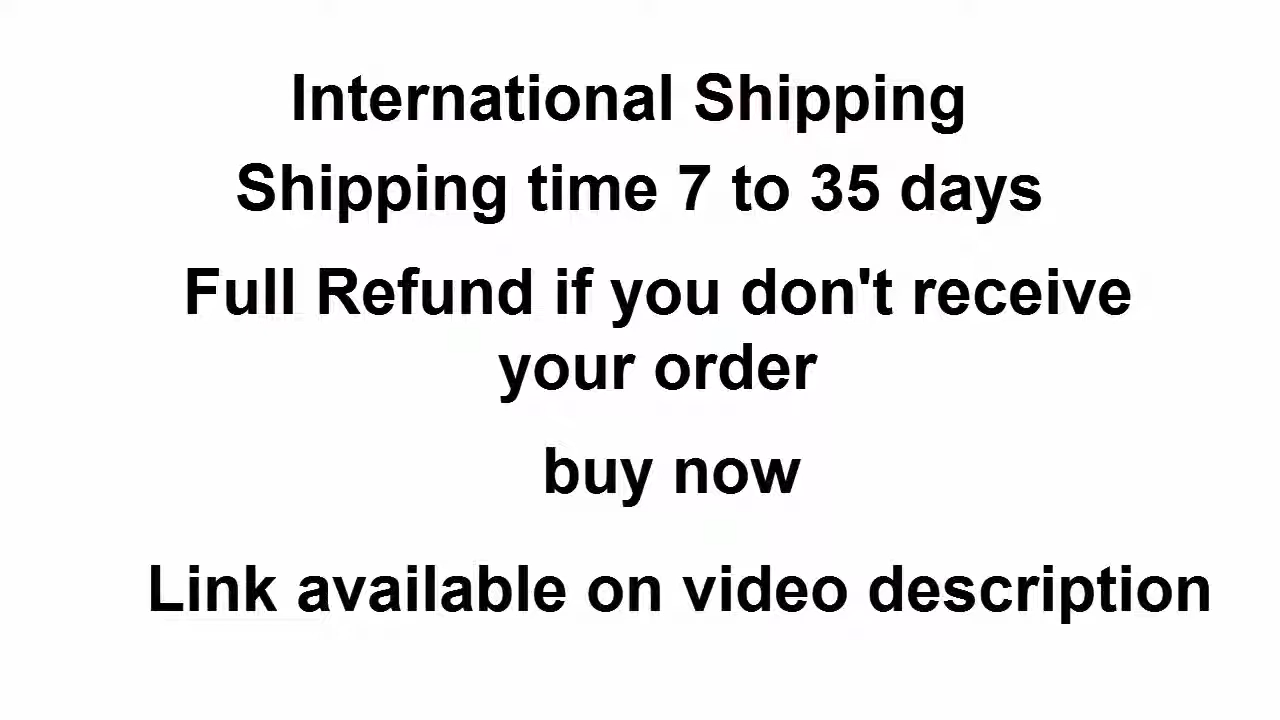 International Shipping
Shipping time 7 to 35 days
Full Refund if you don't receive
your order
buy now
Link available on video description